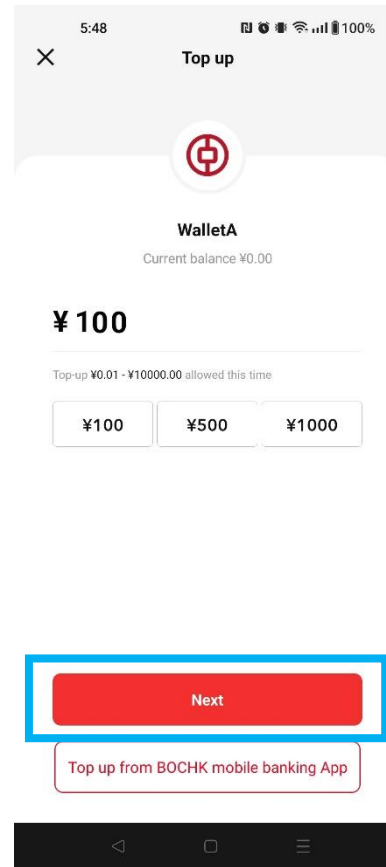 5:48 100%
Top up
WalletA
Current balance ¥0.00
¥ 100
Top-up ¥0.01 - ¥10000.00 allowed this time
¥100 ¥500 ¥1000
Next
Top up from BOCHK mobile banking App